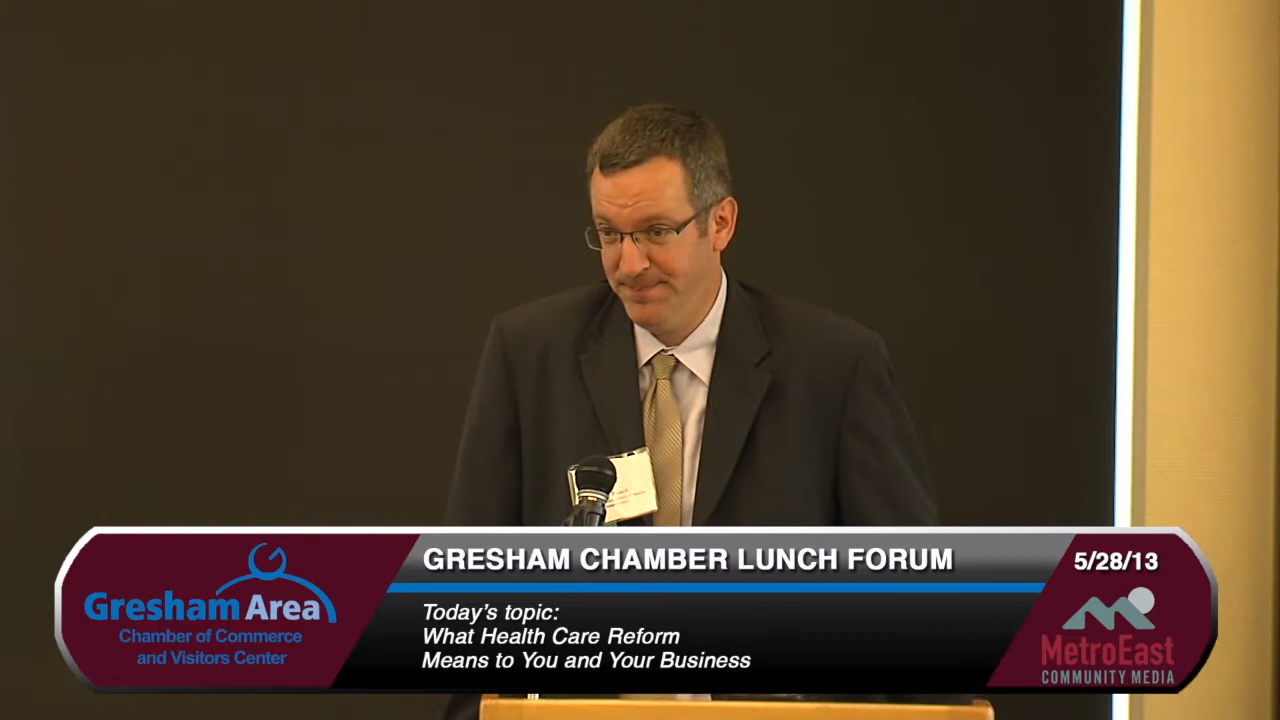 GRESHAM CHAMBER LUNCH FORUM
5/28/13
Gresham Area
Chamber of Commerce
and Visitors Center
Today's topic:
What Health Care Reform
Means to You and Your Business
MetroEast
COMMUNITY MEDIA